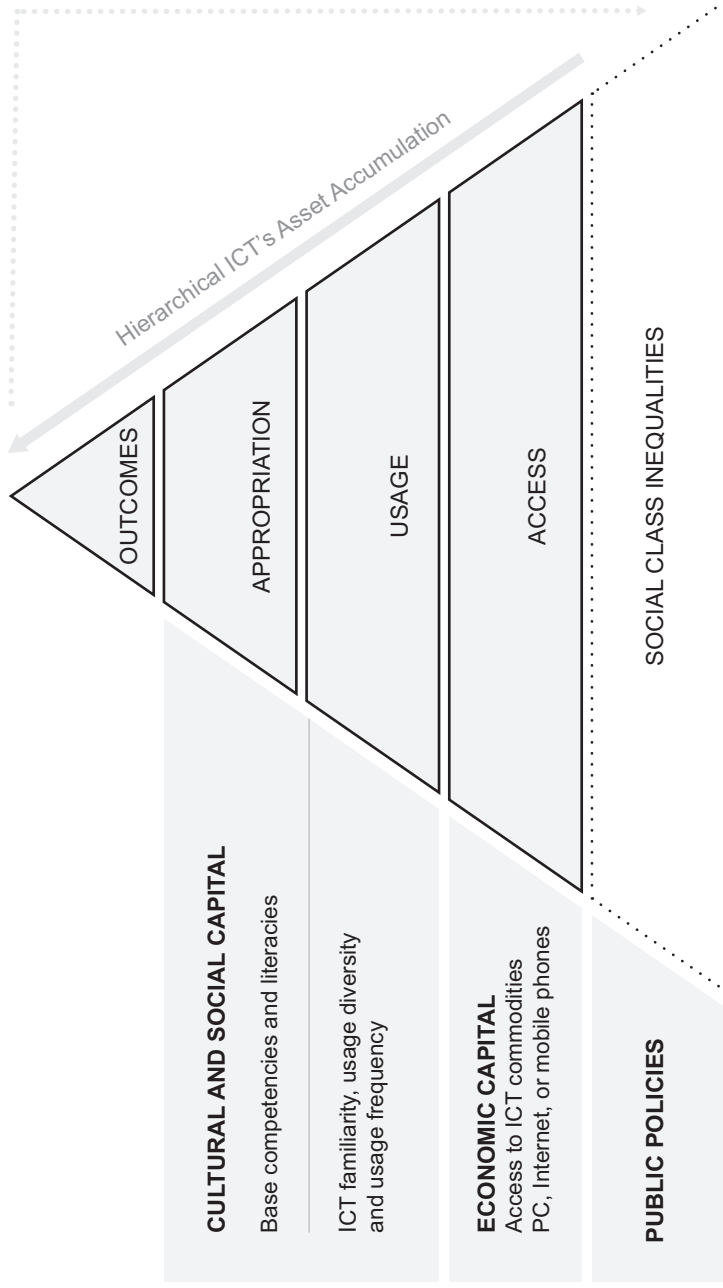 Hierarchical ICT's Asset Accumulation
OUTCOMES
CULTURAL AND SOCIAL CAPITAL
Base competencies and literacies
APPROPRIATION
ICT familiarity, usage diversity
and usage frequency
USAGE
ECONOMIC CAPITAL
Access to ICT commodities
PC, Internet, or mobile phones
ACCESS
PUBLIC POLICIES
SOCIAL CLASS INEQUALITIES